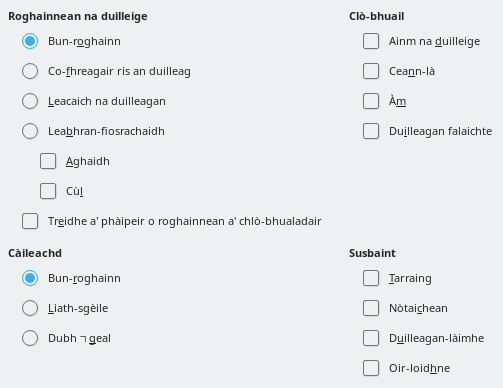 Roghainnean na duilleige
Bun-roghainn
Co-fhreagair ris an duilleag
Leacaich na duilleagan
Leabhran-fiosrachaidh
Aghaidh
Cùl
Treidhe a' phàipeir o roghainnean a' chlò-bhualadair
Clò-bhuail
Ainm na duilleige
Ceann-là
Àm
Duilleagan falaichte
Càileachd
Bun-roghainn
Liath-sgèile
Dubh ⁊ geal
Susbaint
Tarraing
Nòtaichean
Duilleagan-làimhe
Oir-loidhne